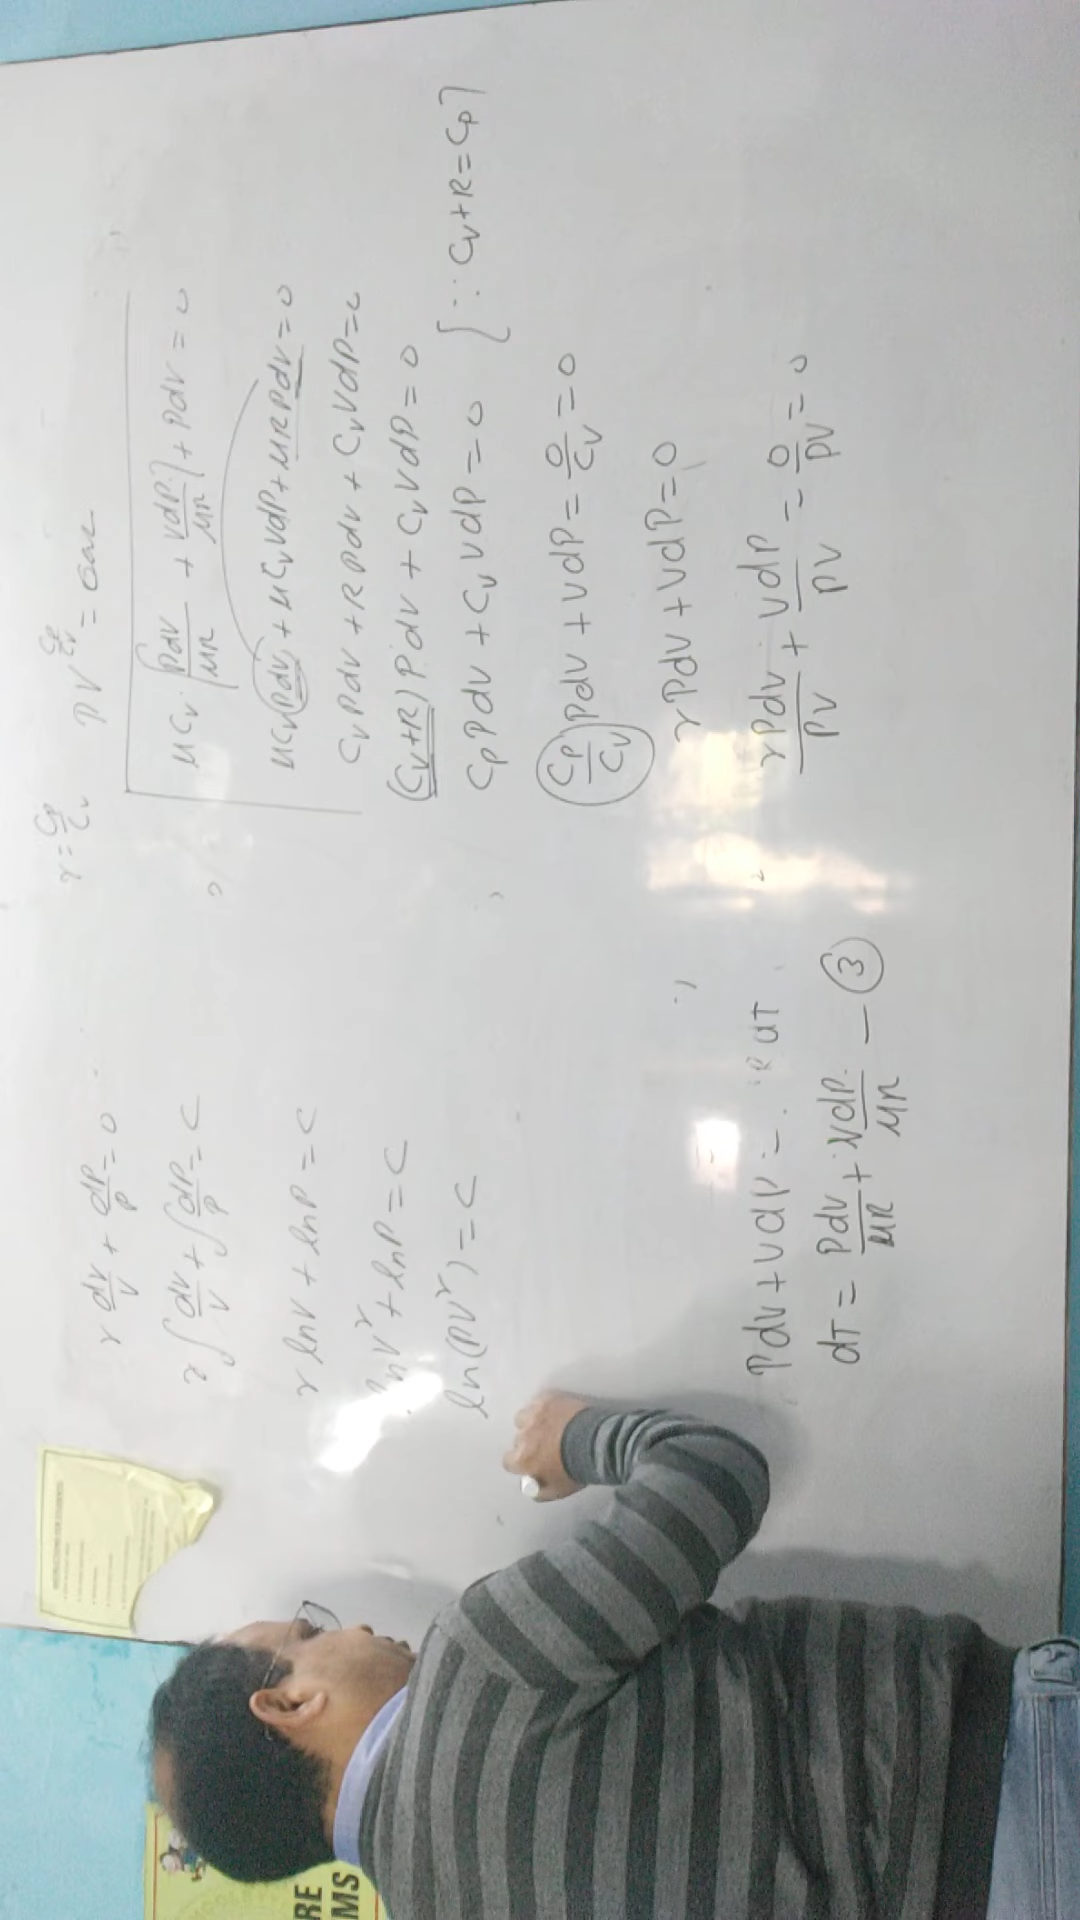 γ dv/v + dP/P = 0
γ∫dv/v + ∫dP/P = C
γ lnv + lnP = C
lnV^γ + lnP = C
ln(PV^γ) = C
Pdv + vdP = RdT
dT = Pdv/μR + vdP/μR — ③
γ = Cp/Cv
PV^(Cp/Cv) =
μCv [Pdv/μR + vdP/μR] + Pdv = 0
μCv Pdv + μCv vdP + μR Pdv = 0
Cv Pdv + R Pdv + Cv VdP = 0
(Cv+R) Pdv + Cv VdP = 0
Cp Pdv + Cv VdP = 0 [∵ Cv+R = Cp]
Cp/Cv Pdv + VdP = 0/Cv = 0
γ Pdv + VdP = 0
γPdv/PV + VdP/PV = 0/PV = 0
RE
MS